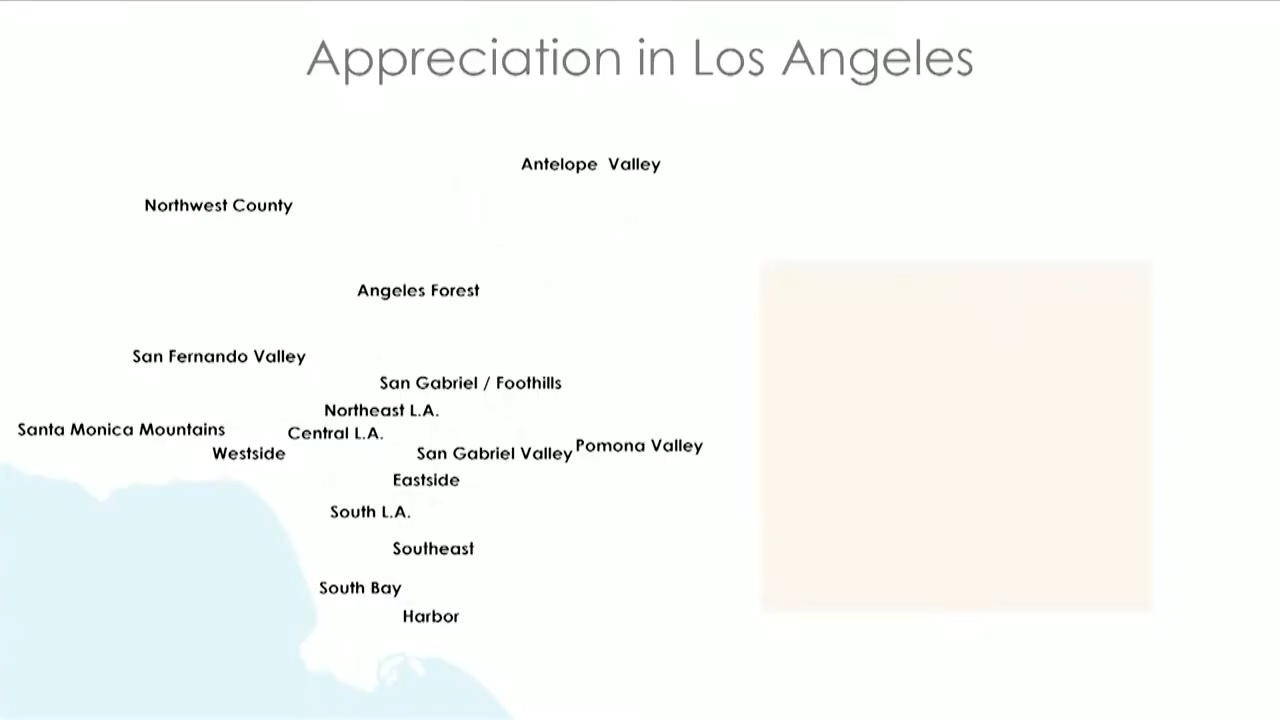 Appreciation in Los Angeles
Antelope Valley
Northwest County
Angeles Forest
San Fernando Valley
San Gabriel / Foothills
Northeast L.A.
Santa Monica Mountains
Central L.A.
Westside
San Gabriel Valley
Pomona Valley
Eastside
South L.A.
Southeast
South Bay
Harbor